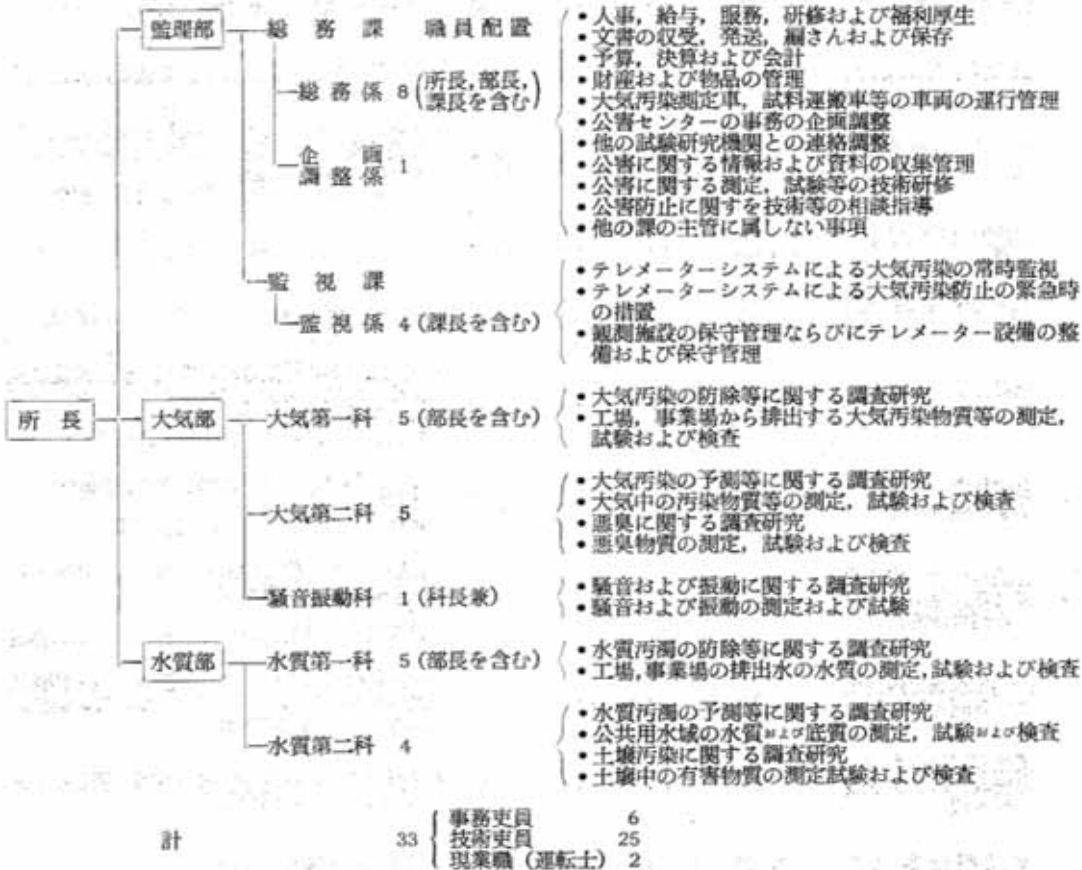 監理部 総務課 職員配置
総務係 8 (所長,部長,課長を含む)
企画調整係 1
• 人事,給与,服務,研修および福利厚生
• 文書の収受,発送,編さんおよび保存
• 予算,決算および会計
• 財産および物品の管理
• 大気汚染測定車,試料運搬車等の車両の運行管理
• 公害センターの事務の企画調整
• 他の試験研究機関との連絡調整
• 公害に関する情報および資料の収集管理
• 公害に関する測定,試験等の技術研修
• 公害防止に関すを技術等の相談指導
• 他の課の主管に属しない事項
監視課
監視係 4 (課長を含む)
• テレメーターシステムによる大気汚染の常時監視
• テレメーターシステムによる大気汚染防止の緊急時
の措置
• 観測施設の保守管理ならびにテレメーター設備の整
備および保守管理
所長
大気部 大気第一科 5 (部長を含む)
• 大気汚染の防除等に関する調査研究
• 工場,事業場から排出する大気汚染物質等の測定,
試験および検査
大気第二科 5
• 大気汚染の予測等に関する調査研究
• 大気中の汚染物質等の測定,試験および検査
• 悪臭に関する調査研究
• 悪臭物質の測定,試験および検査
騒音振動科 1 (科長兼)
• 騒音および振動に関する調査研究
• 騒音および振動の測定および試験
水質部 水質第一科 5 (部長を含む)
• 水質汚濁の防除等に関する調査研究
• 工場,事業場の排出水の水質の測定,試験および検査
水質第二科 4
• 水質汚濁の予測等に関する調査研究
• 公共用水域の水質および底質の測定,試験および検査
• 土壌汚染に関する調査研究
• 土壌中の有害物質の測定試験および検査
計 33
事務吏員 6
技術吏員 25
現業職(運転士) 2